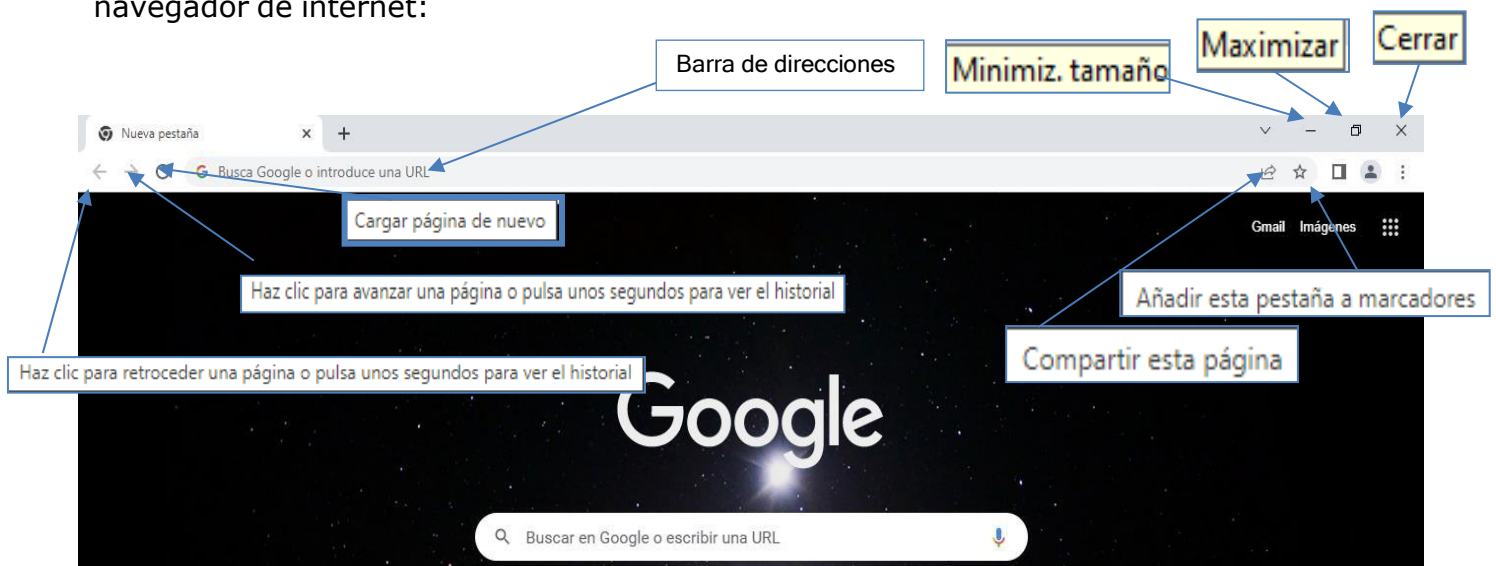 navegador de internet:
Barra de direcciones
Minimiz. tamaño
Maximizar
Cerrar
Nueva pestaña
Busca Google o introduce una URL
Cargar página de nuevo
Gmail Imágenes
Haz clic para avanzar una página o pulsa unos segundos para ver el historial
Añadir esta pestaña a marcadores
Compartir esta página
Haz clic para retroceder una página o pulsa unos segundos para ver el historial
Google
Buscar en Google o escribir una URL